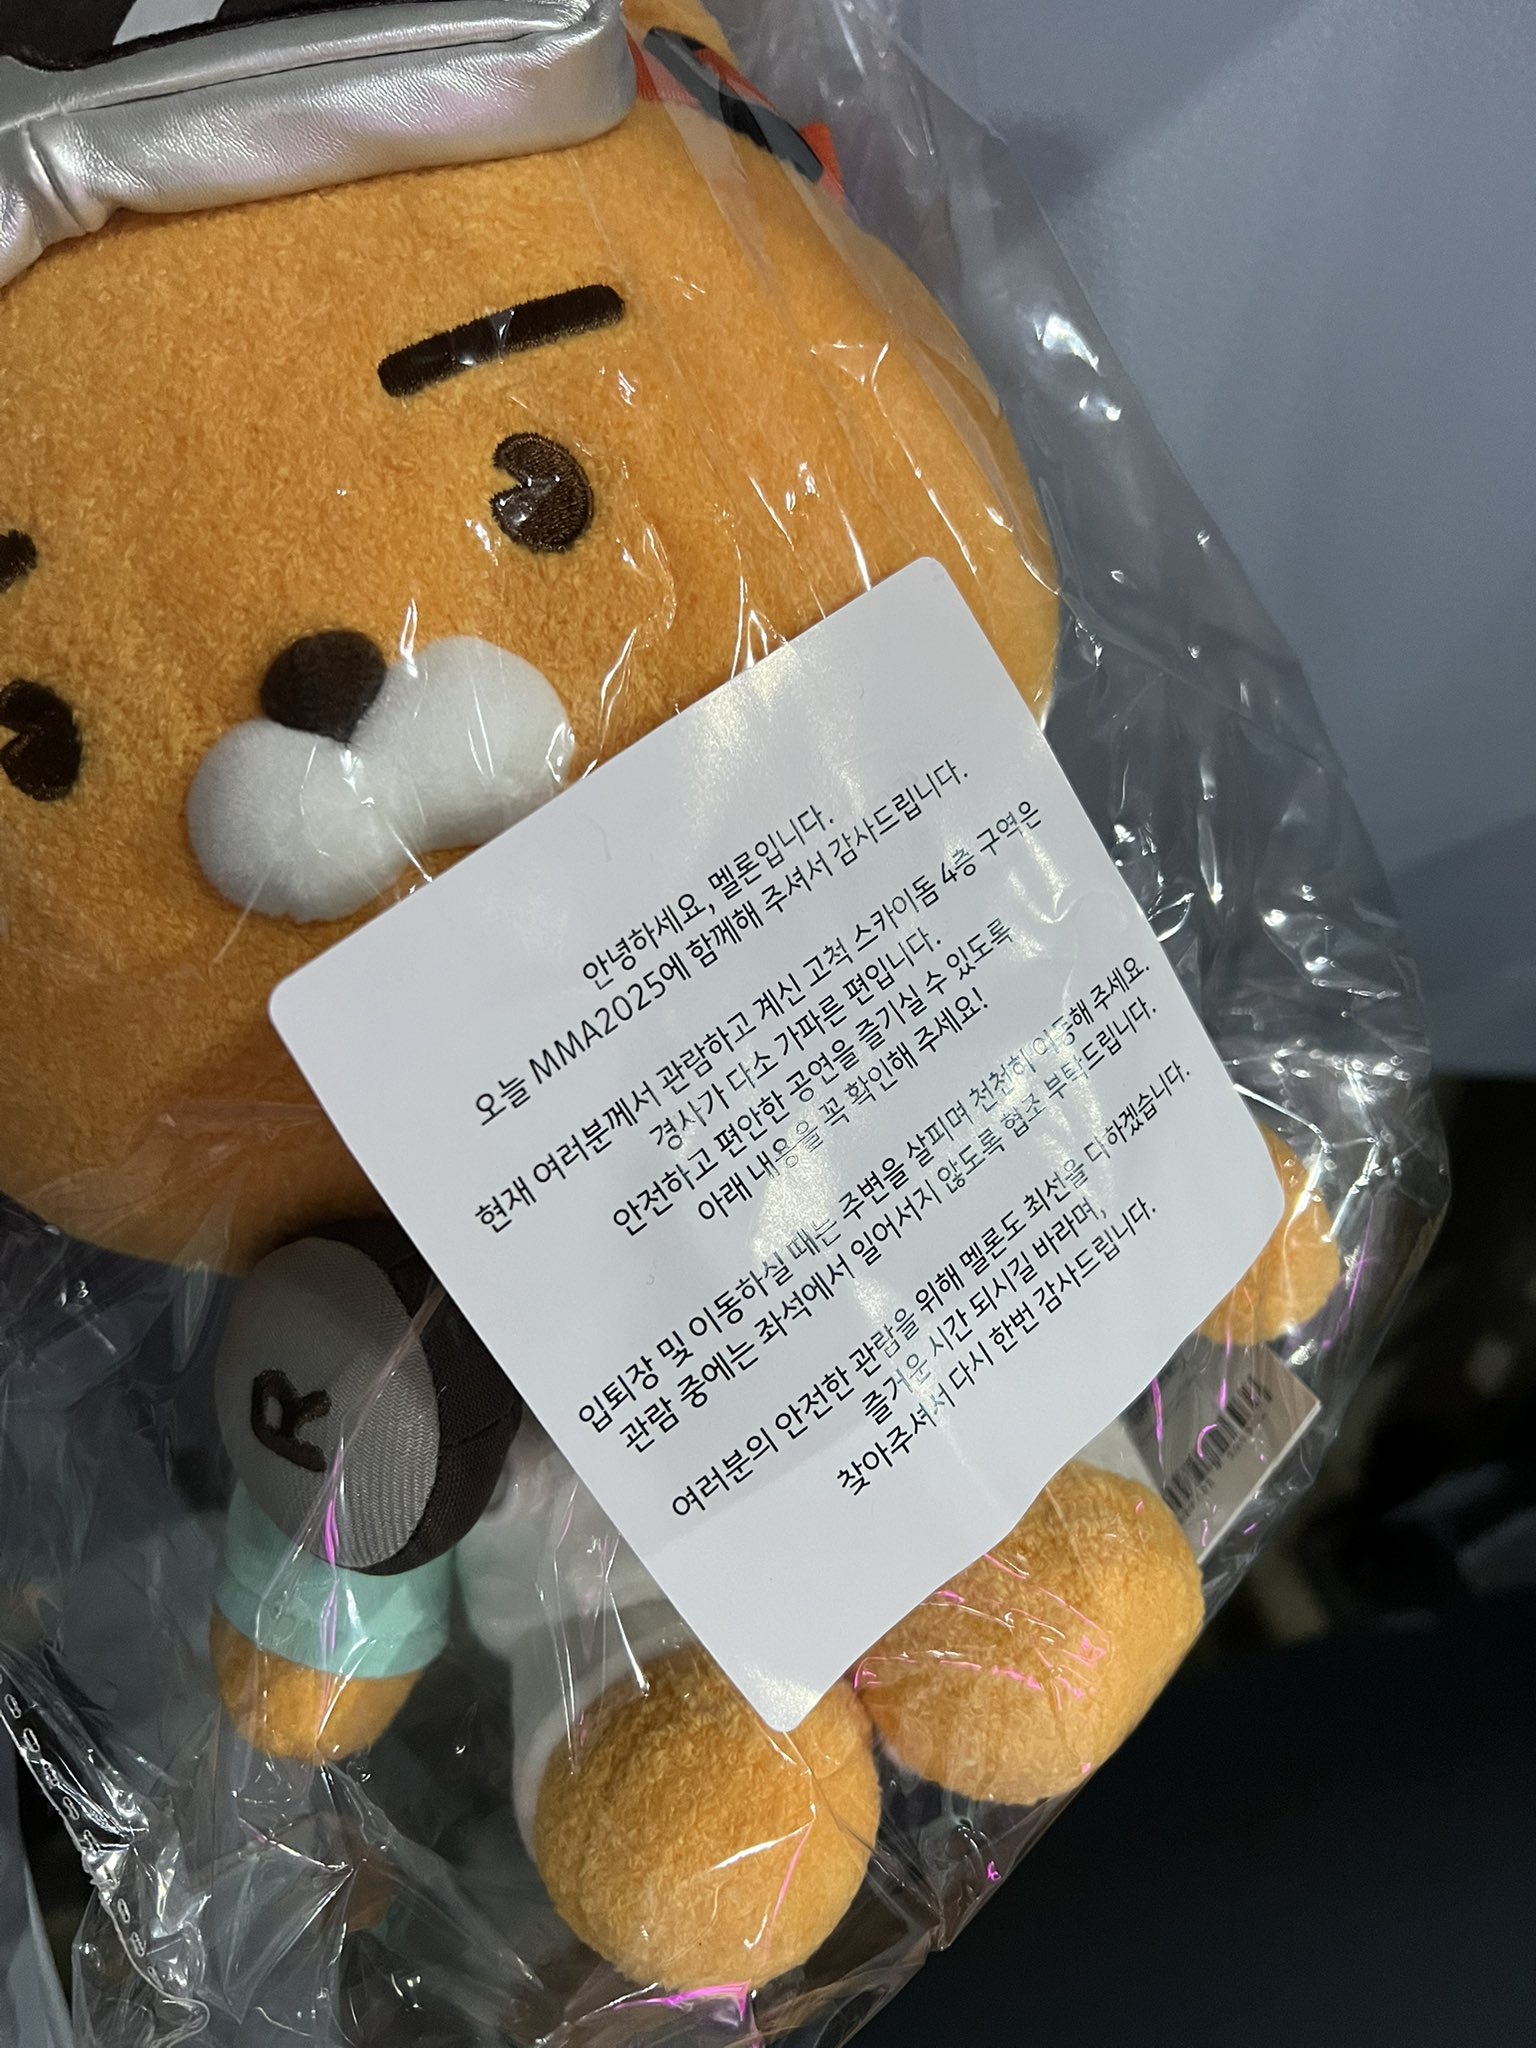 안녕하세요, 멜론입니다.
오늘 MMA2025에 함께해 주셔서 감사드립니다.
현재 여러분께서 관람하고 계신 고척 스카이돔 4층 구역은
경사가 다소 가파른 편입니다.
안전하고 편안한 공연을 즐기실 수 있도록
아래 내용을 꼭 확인해 주세요!
입퇴장 및 이동하실 때는 주변을 살피며 천천히 이동해 주세요.
관람 중에는 좌석에서 일어서지 않도록 협조 부탁드립니다.
여러분의 안전한 관람을 위해 멜론도 최선을 다하겠습니다.
즐거운 시간 되시길 바라며,
찾아주셔서 다시 한번 감사드립니다.
R